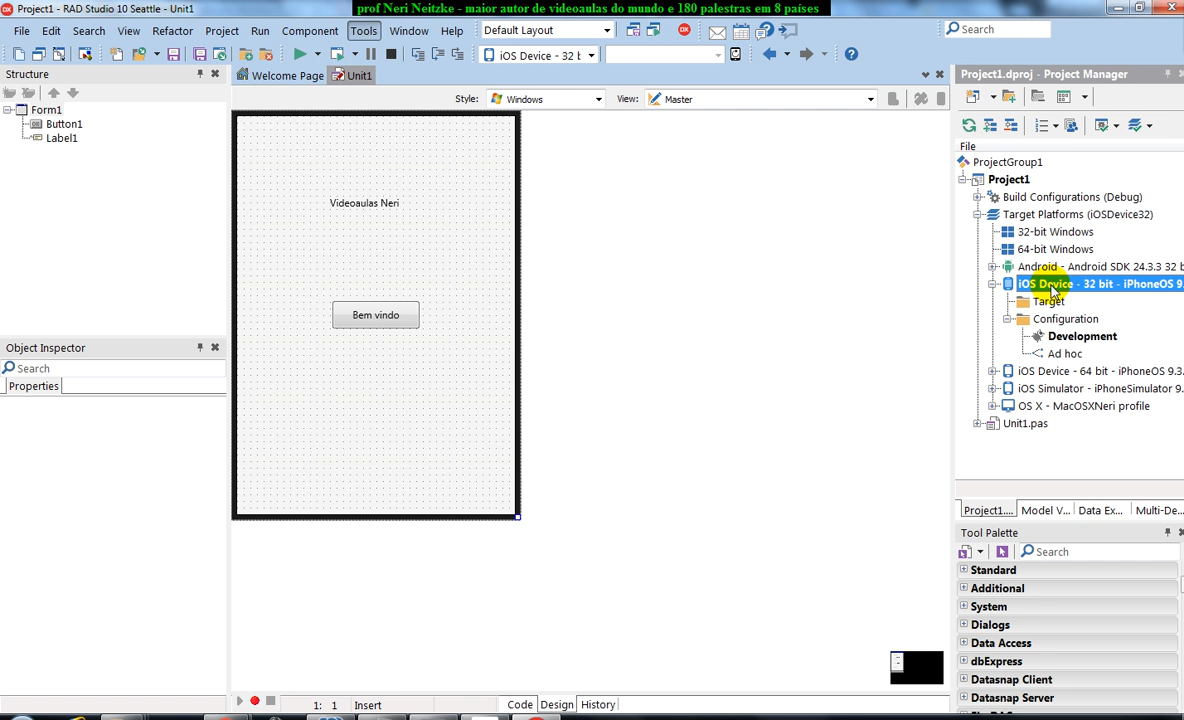 Project1 - RAD Studio 10 Seattle - Unit1
prof Neri Neitzke - maior autor de videoaulas do mundo e 180 palestras em 8 países
File Edit Search View Refactor Project Run Component Tools Window Help
Default Layout
Search
iOS Device - 32 t
Structure
Welcome Page
Unit1
Project1.dproj - Project Manager
Style:
Windows
View:
Master
Form1
Button1
Label1
File
ProjectGroup1
Project1
Build Configurations (Debug)
Target Platforms (iOSDevice32)
32-bit Windows
64-bit Windows
Android - Android SDK 24.3.3 32 b
iOS Device - 32 bit - iPhoneOS 9.
Target
Configuration
Development
Ad hoc
iOS Device - 64 bit - iPhoneOS 9.3.
iOS Simulator - iPhoneSimulator 9.
OS X - MacOSXNeri profile
Unit1.pas
Videoaulas Neri
Bem vindo
Object Inspector
Search
Properties
Project1....
Model V...
Data Ex...
Multi-De...
Tool Palette
Search
Standard
Additional
System
Dialogs
Data Access
dbExpress
Datasnap Client
Datasnap Server
1: 1
Insert
Code
Design
History